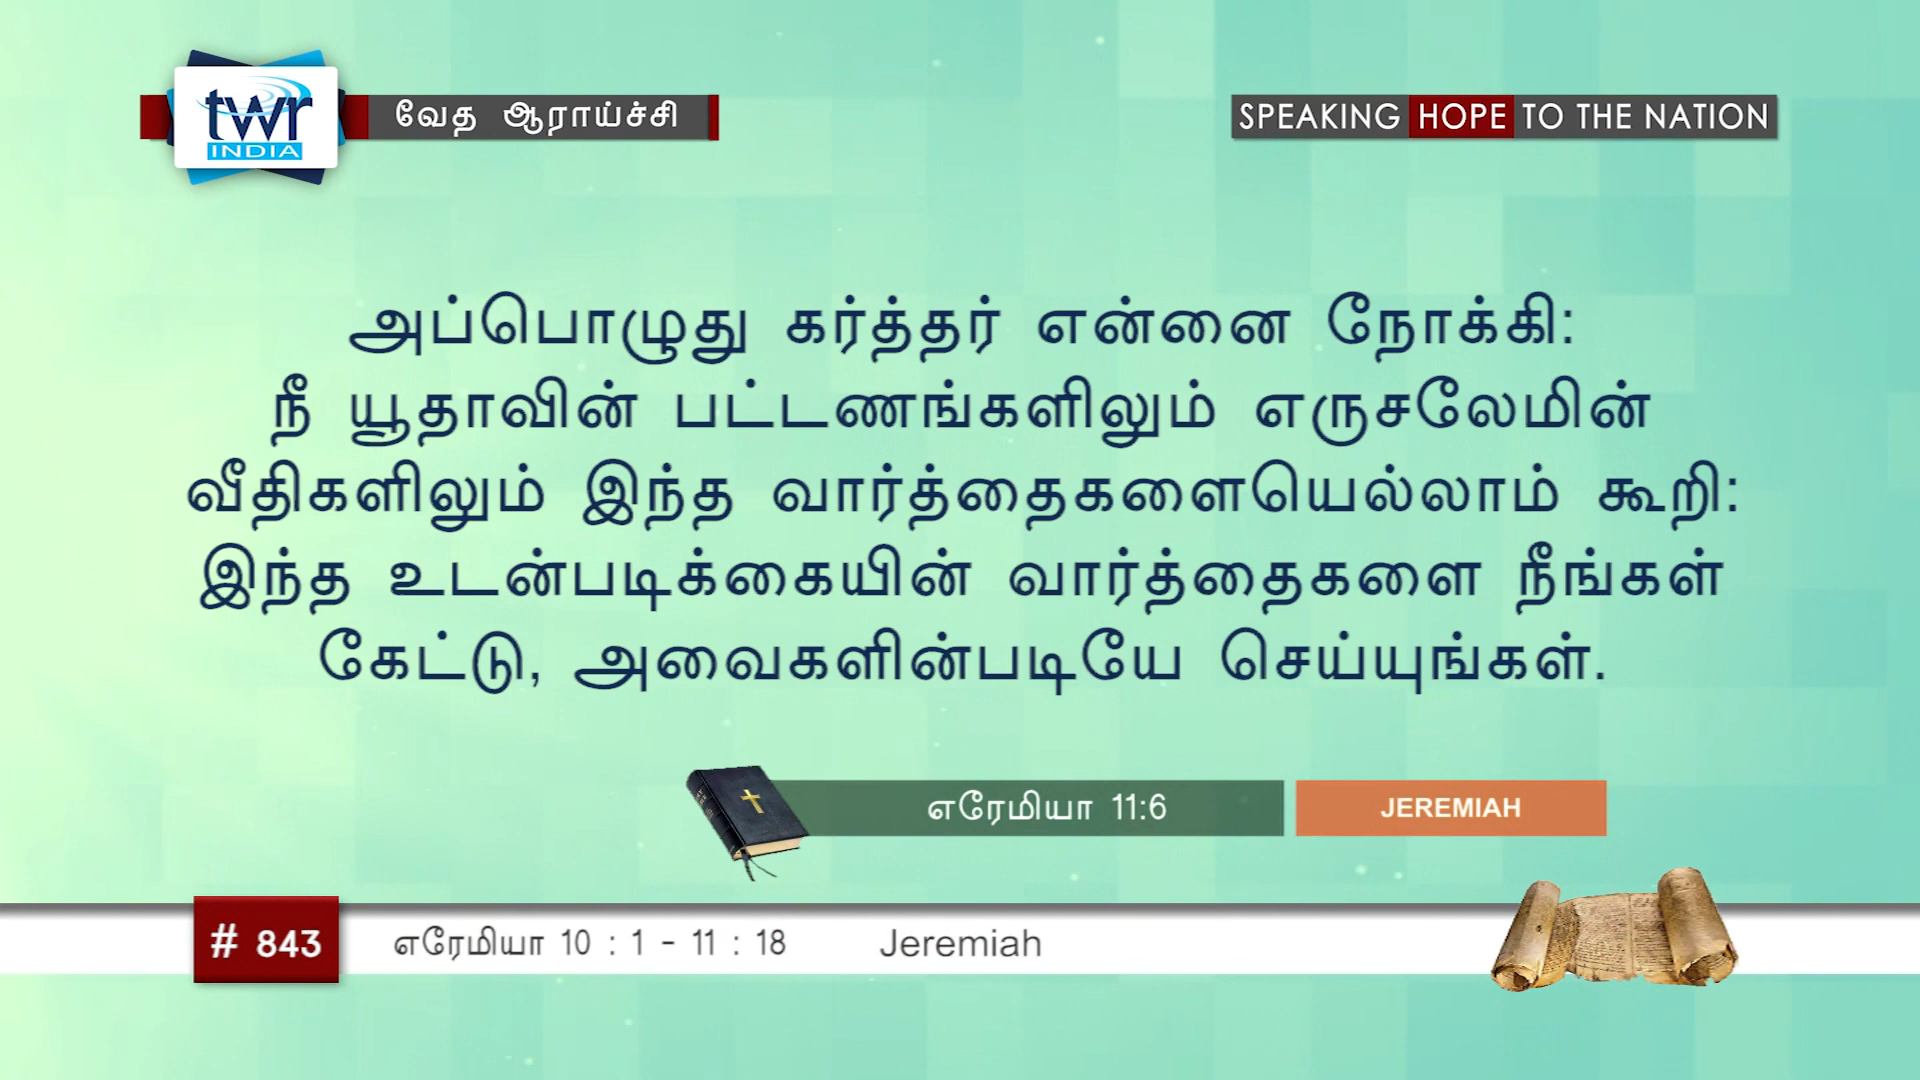 twr
INDIA
வேத ஆராய்ச்சி
SPEAKING HOPE TO THE NATION
அப்பொழுது கர்த்தர் என்னை நோக்கி:
நீ யூதாவின் பட்டணங்களிலும் எருசலேமின்
வீதிகளிலும் இந்த வார்த்தைகளையெல்லாம் கூறி:
இந்த உடன்படிக்கையின் வார்த்தைகளை நீங்கள்
கேட்டு, அவைகளின்படியே செய்யுங்கள்.
எரேமியா 11:6
JEREMIAH
# 843
எரேமியா 10 : 1 - 11 : 18
Jeremiah